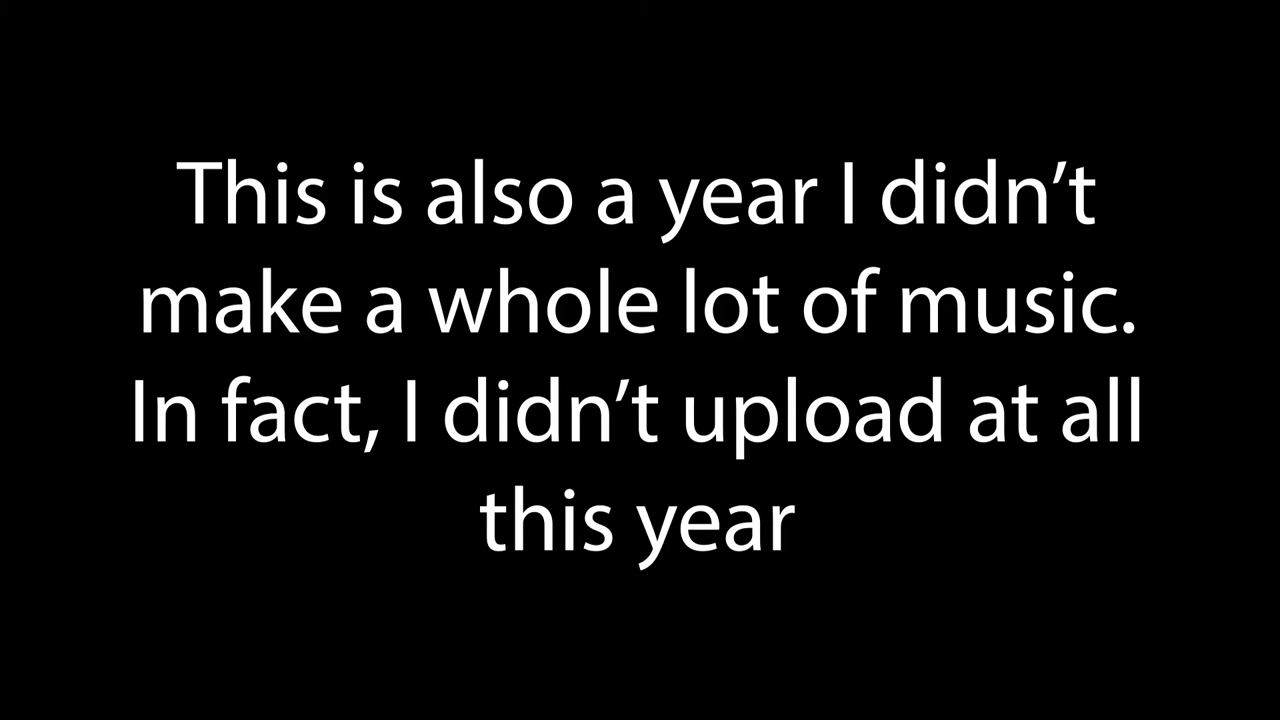 This is also a year I didn’t
make a whole lot of music.
In fact, I didn’t upload at all
this year